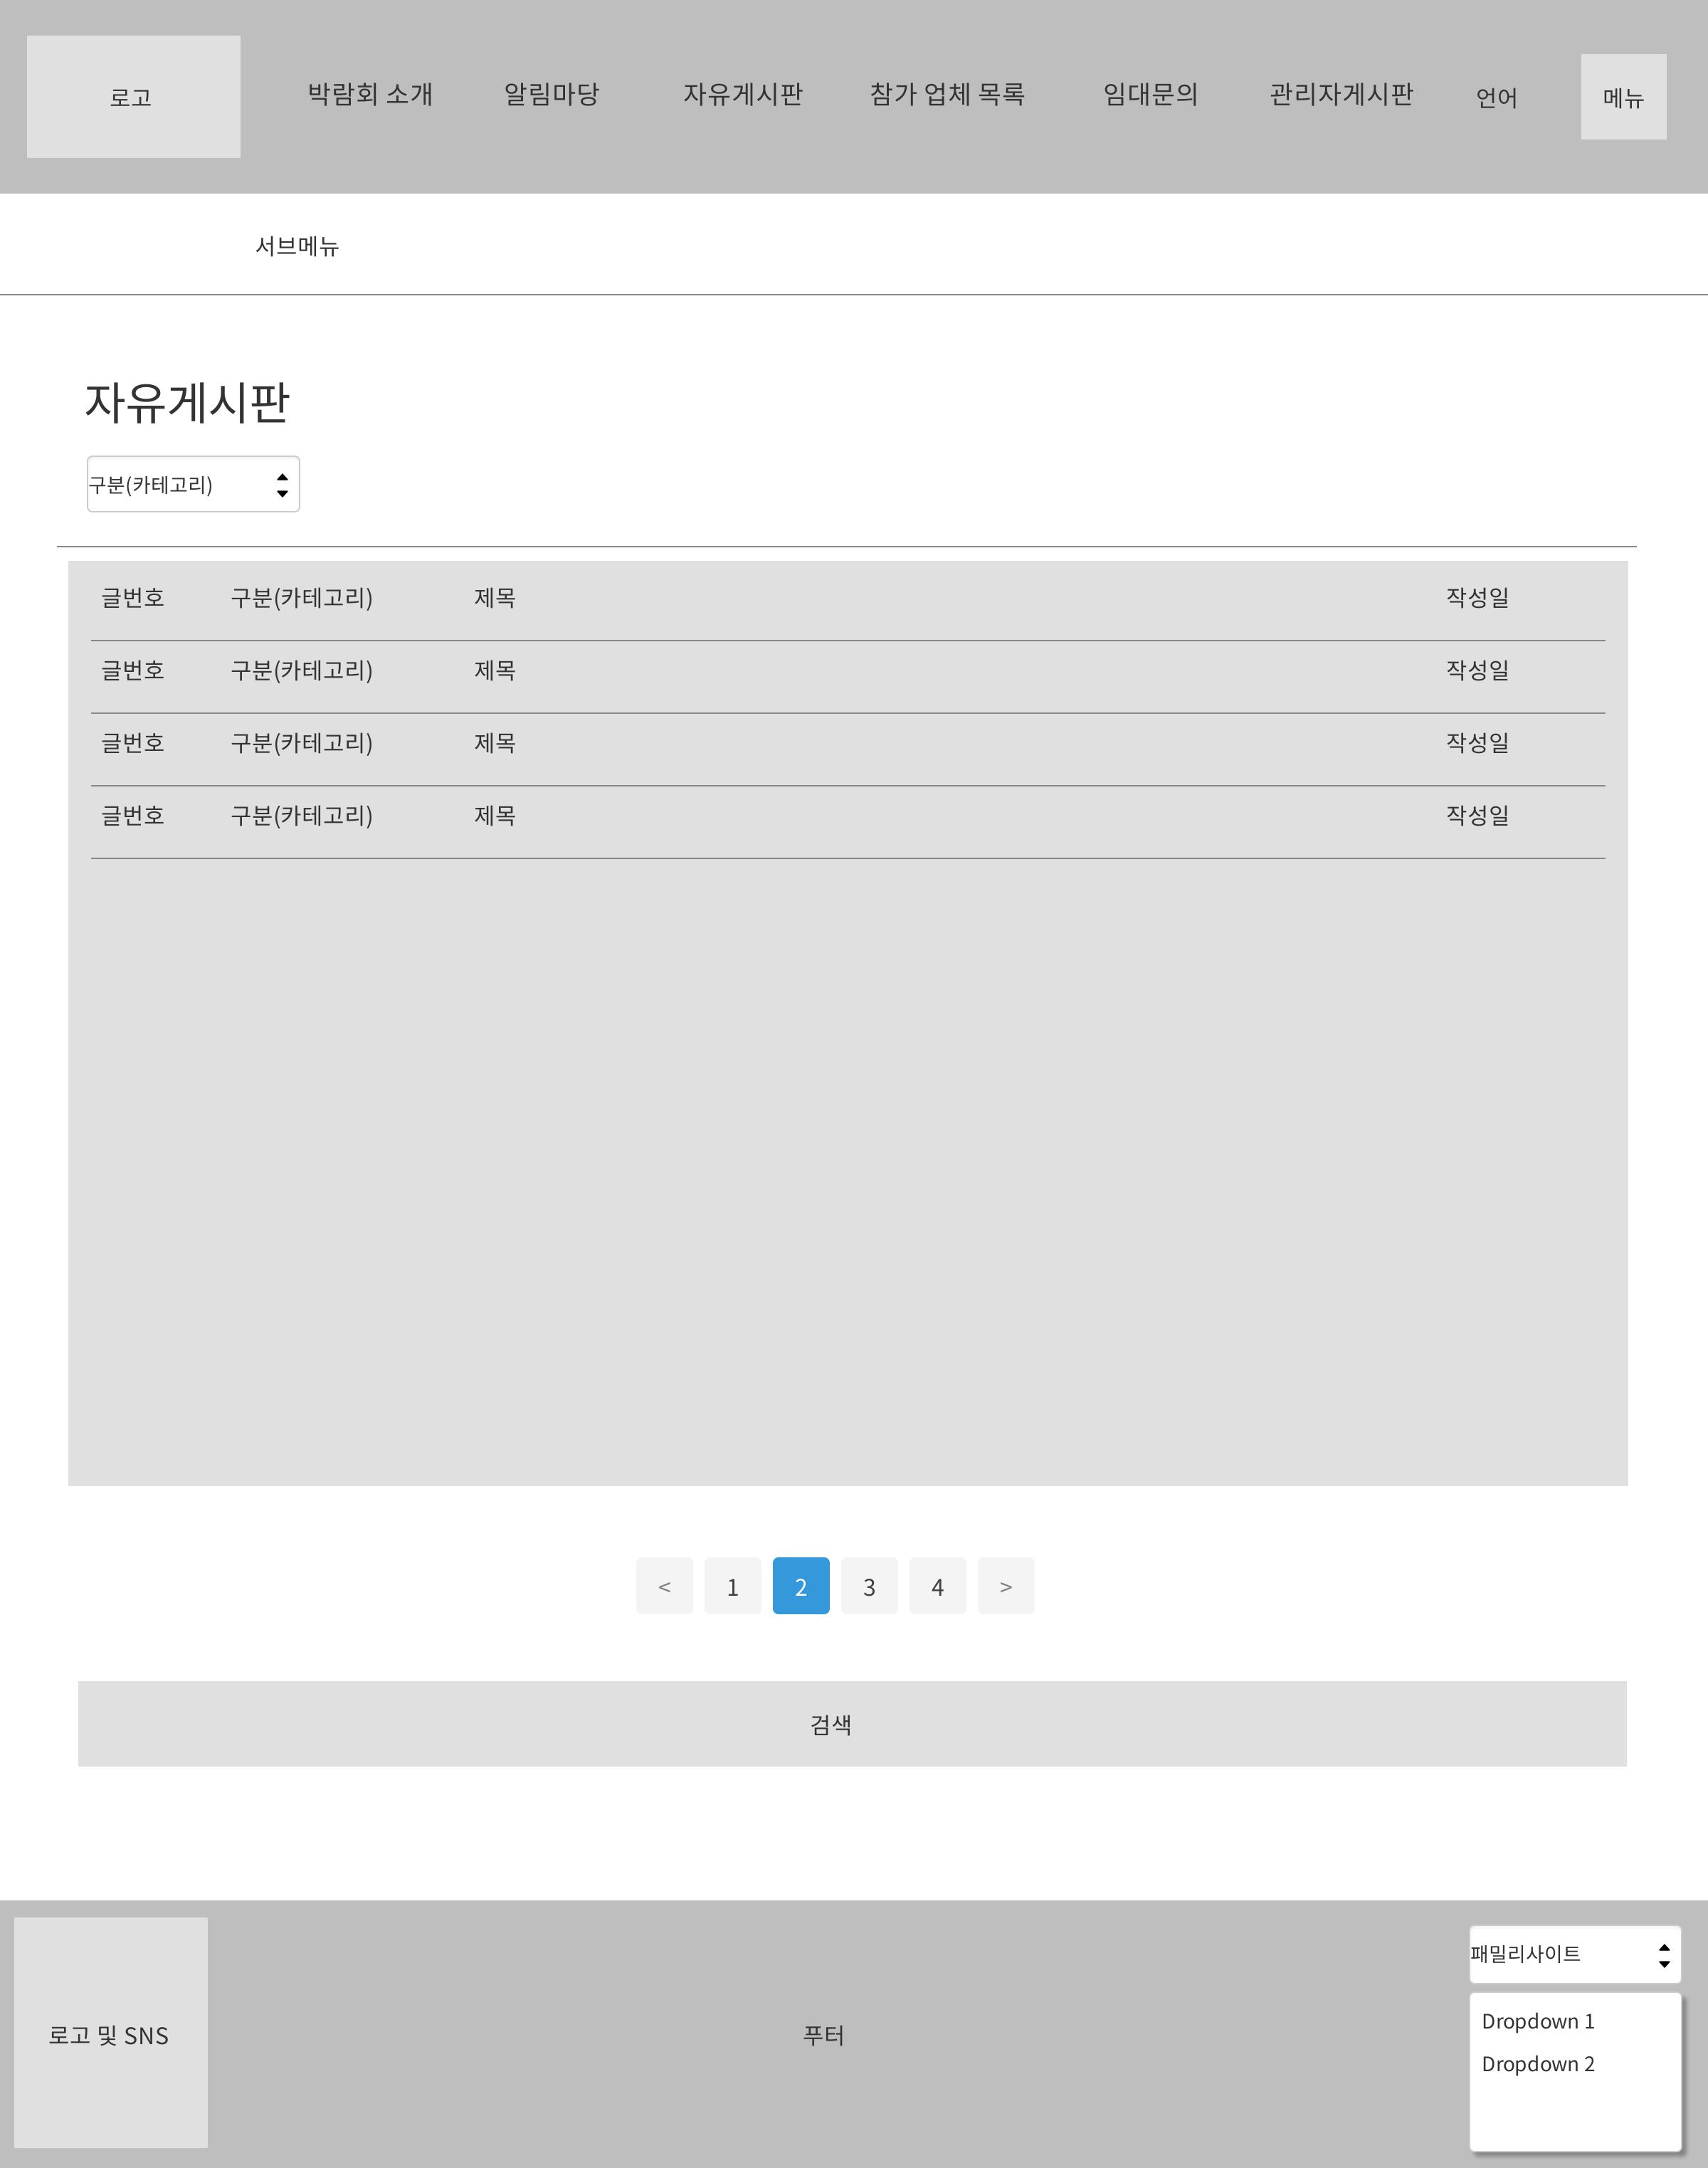 로고
박람회 소개
알림마당
자유게시판
참가 업체 목록
임대문의
관리자게시판
언어
메뉴
서브메뉴
자유게시판
구분(카테고리)
글번호 구분(카테고리) 제목 작성일
글번호 구분(카테고리) 제목 작성일
글번호 구분(카테고리) 제목 작성일
글번호 구분(카테고리) 제목 작성일
< 1 2 3 4 >
검색
로고 및 SNS
푸터
패밀리사이트
Dropdown 1
Dropdown 2